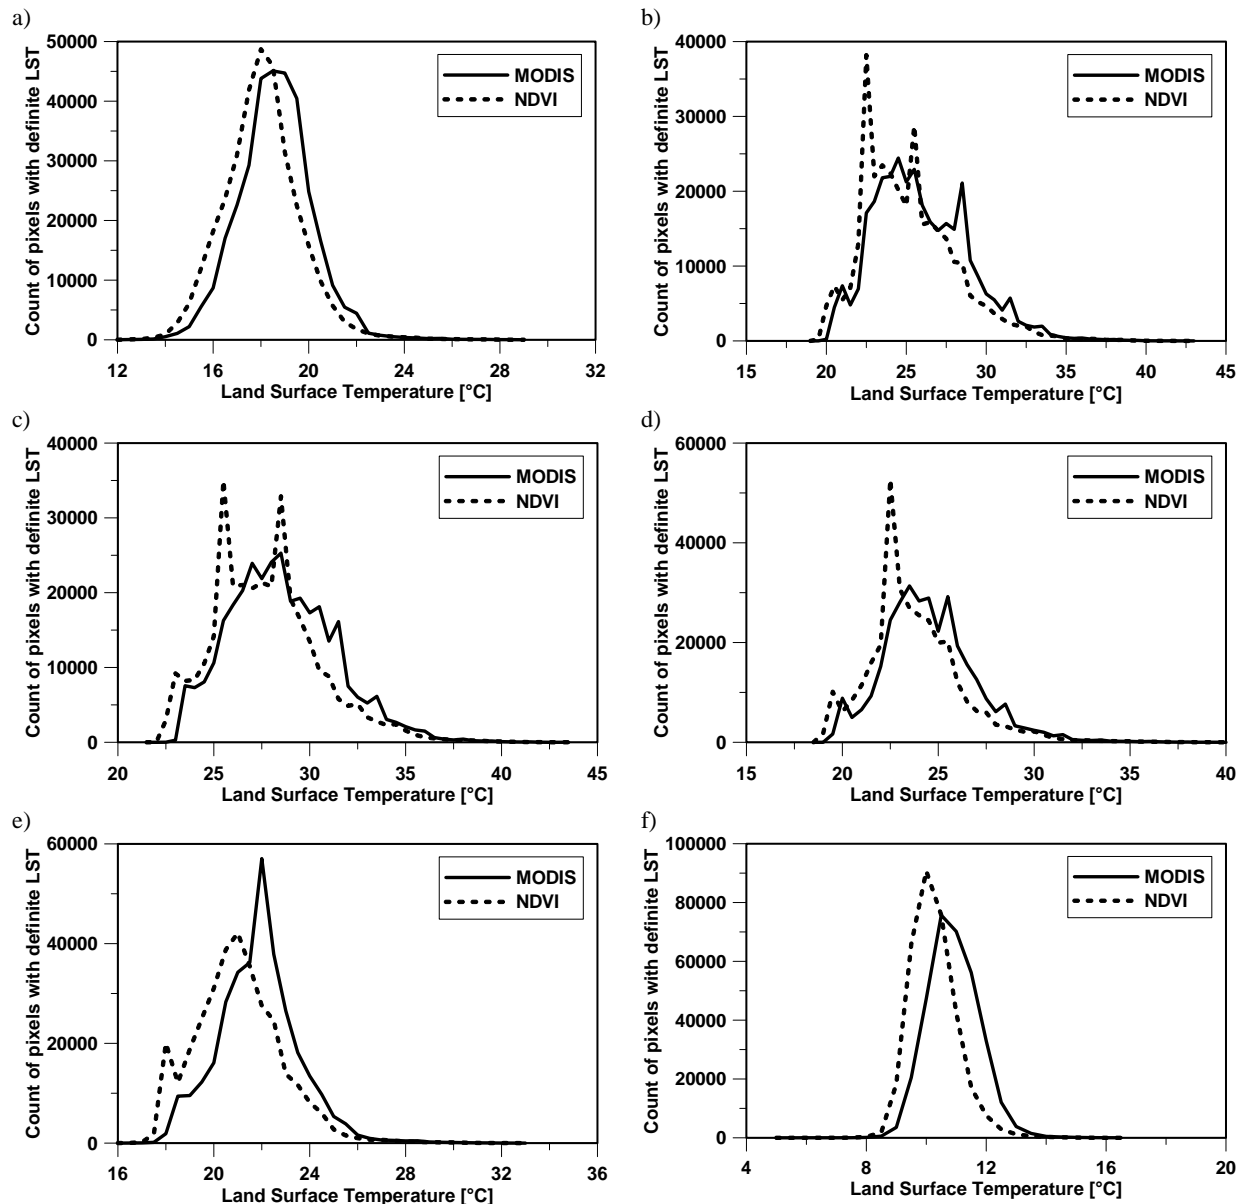 a)
50000
40000
30000
20000
10000
0
Count of pixels with definite LST
MODIS
NDVI
12 16 20 24 28 32
Land Surface Temperature [°C]
b)
40000
30000
20000
10000
0
Count of pixels with definite LST
MODIS
NDVI
15 20 25 30 35 40 45
Land Surface Temperature [°C]
c)
40000
30000
20000
10000
0
Count of pixels with definite LST
MODIS
NDVI
20 25 30 35 40 45
Land Surface Temperature [°C]
d)
60000
40000
20000
0
Count of pixels with definite LST
MODIS
NDVI
15 20 25 30 35 40
Land Surface Temperature [°C]
e)
60000
40000
20000
0
Count of pixels with definite LST
MODIS
NDVI
16 20 24 28 32 36
Land Surface Temperature [°C]
f)
100000
80000
60000
40000
20000
0
Count of pixels with definite LST
MODIS
NDVI
4 8 12 16 20
Land Surface Temperature [°C]